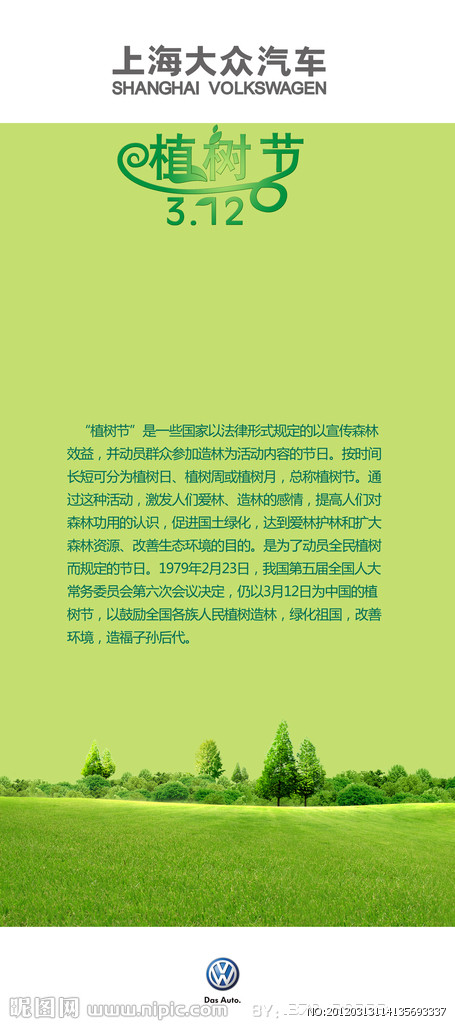 上海大众汽车
SHANGHAI VOLKSWAGEN
植树节
3.12
“植树节”是一些国家以法律形式规定的以宣传森林
效益，并动员群众参加造林为活动内容的节日。按时间
长短可分为植树日、植树周或植树月，总称植树节。通
过这种活动，激发人们爱林、造林的感情，提高人们对
森林功用的认识，促进国土绿化，达到爱林护林和扩大
森林资源、改善生态环境的目的。是为了动员全民植树
而规定的节日。1979年2月23日，我国第五届全国人大
常务委员会第六次会议决定，仍以3月12日为中国的植
树节，以鼓励全国各族人民植树造林，绿化祖国，改善
环境，造福子孙后代。
Das Auto.
昵图网 www.nipic.com BY:
NO:20120313114135693337